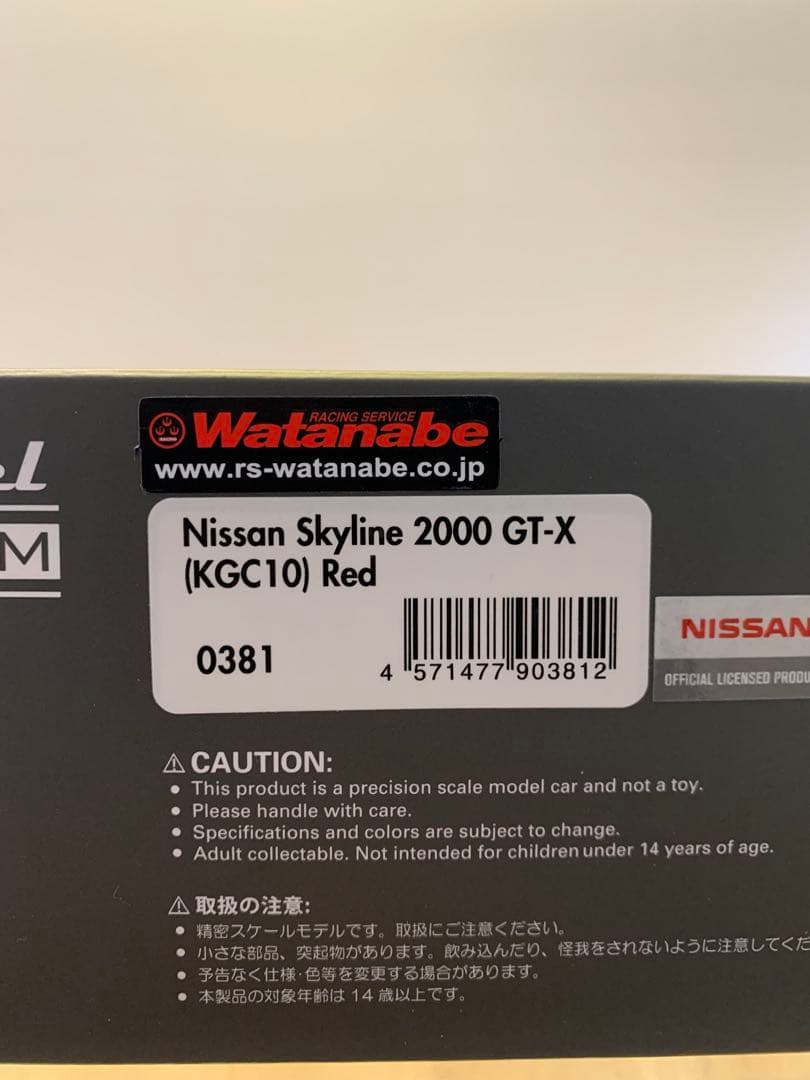 RACING SERVICE
Watanabe
www.rs-watanabe.co.jp
M
Nissan Skyline 2000 GT-X
(KGC10) Red
0381
4 571477 903812
NISSAN
OFFICIAL LICENSED PRODU
⚠ CAUTION:
• This product is a precision scale model car and not a toy.
• Please handle with care.
• Specifications and colors are subject to change.
• Adult collectable. Not intended for children under 14 years of age.
⚠ 取扱の注意:
• 精密スケールモデルです。取扱にご注意ください。
• 小さな部品、突起物があります。飲み込んだり、怪我をされないように注意してくだ
• 予告なく仕様・色等を変更する場合があります。
• 本製品の対象年齢は 14 歳以上です。